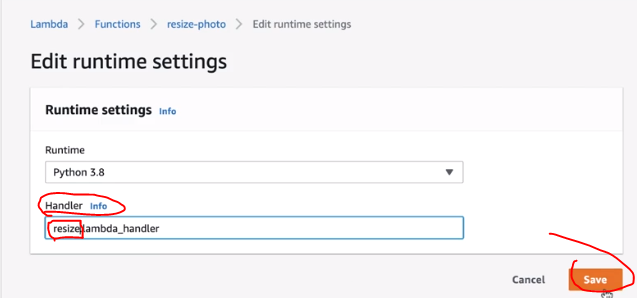 Lambda > Functions > resize-photo > Edit runtime settings
Edit runtime settings
Runtime settings Info
Runtime
Python 3.8
Handler Info
resize.lambda_handler
Cancel Save